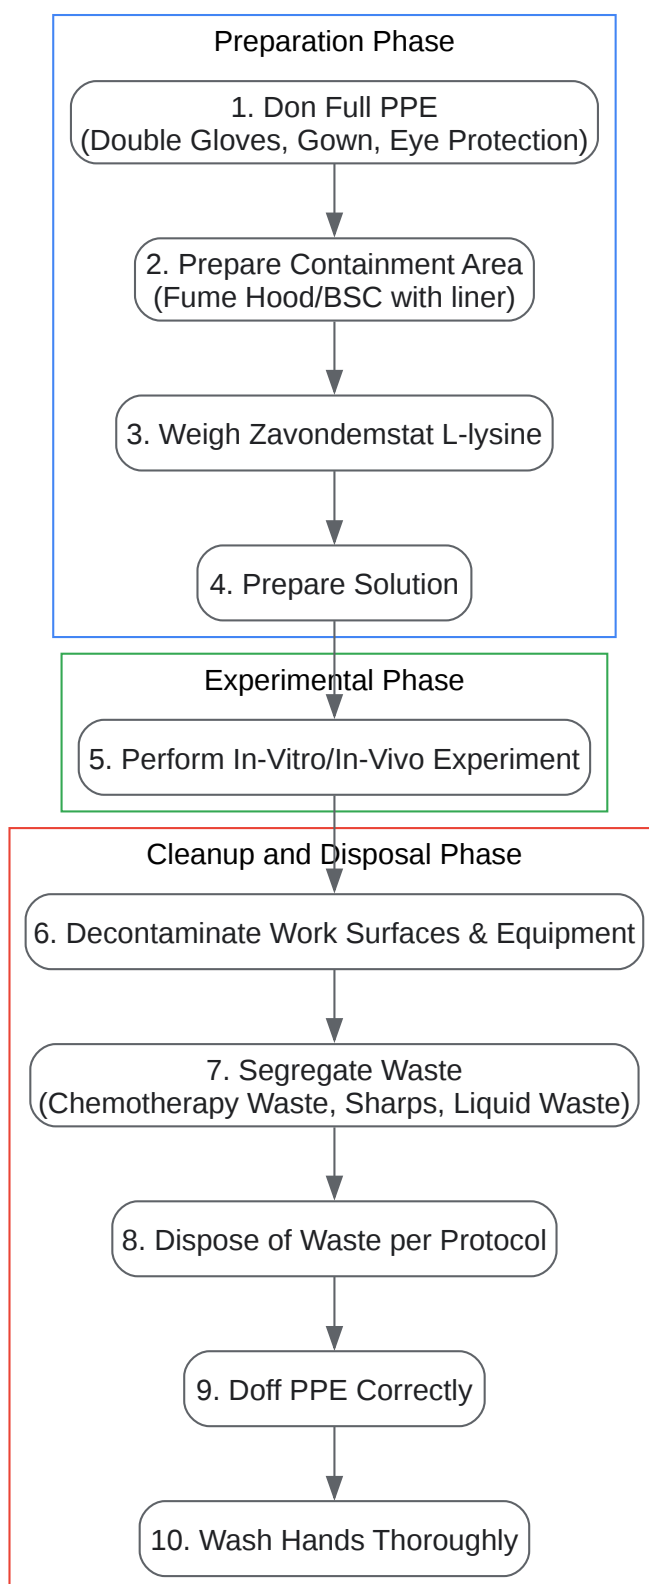 Preparation Phase
1. Don Full PPE
(Double Gloves, Gown, Eye Protection)
2. Prepare Containment Area
(Fume Hood/BSC with liner)
3. Weigh Zavondemstat L-lysine
4. Prepare Solution
Experimental Phase
5. Perform In-Vitro/In-Vivo Experiment
Cleanup and Disposal Phase
6. Decontaminate Work Surfaces & Equipment
7. Segregate Waste
(Chemotherapy Waste, Sharps, Liquid Waste)
8. Dispose of Waste per Protocol
9. Doff PPE Correctly
10. Wash Hands Thoroughly